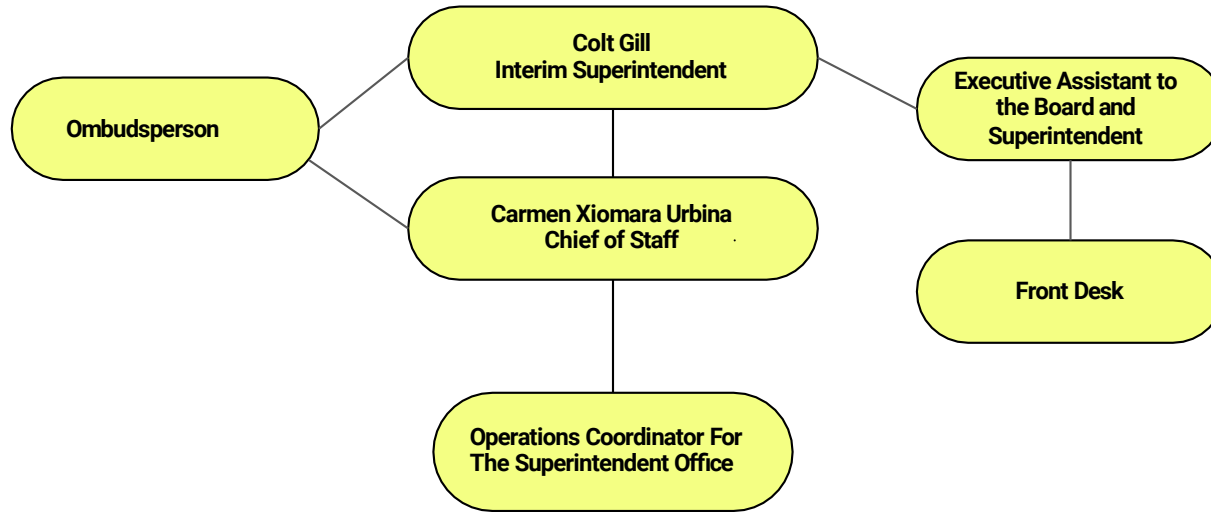 Colt Gill
Interim Superintendent
Executive Assistant to
the Board and
Superintendent
Ombudsperson
Carmen Xiomara Urbina
Chief of Staff
Front Desk
Operations Coordinator For
The Superintendent Office